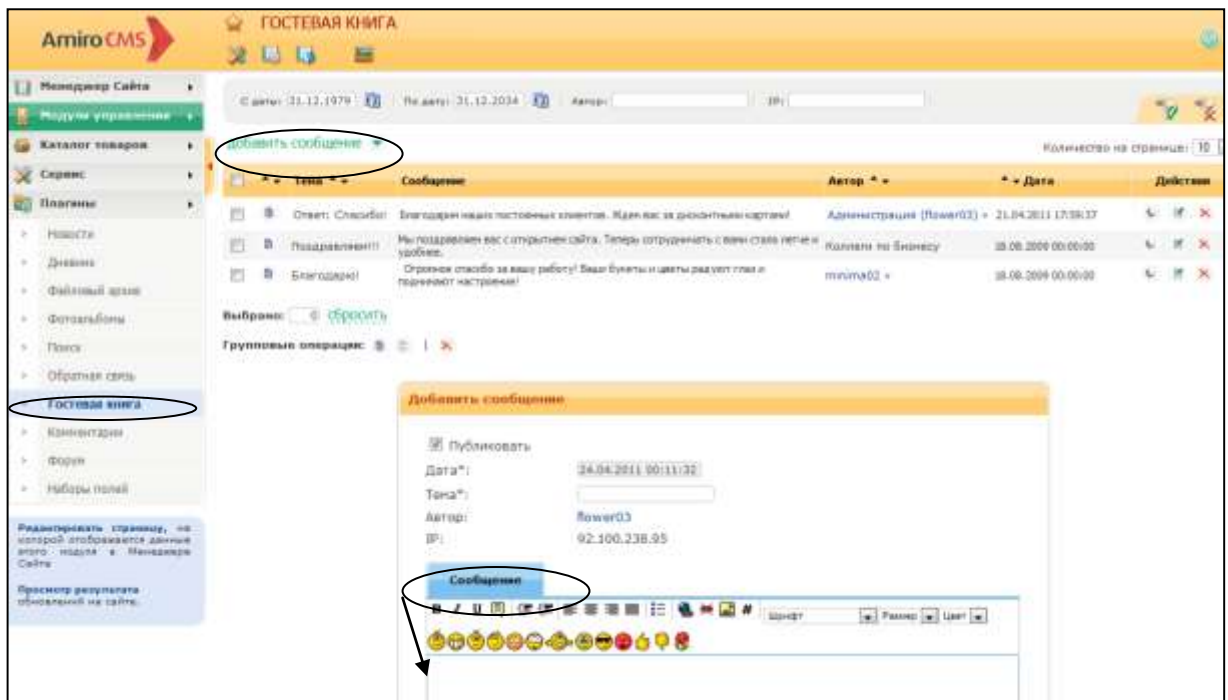 Amiro CMS
ГОСТЕВАЯ КНИГА
Менеджер Сайта
Модули управления
Каталог товаров
Сервис
Плагины
Новости
Дневник
Файловый архив
Фотоальбомы
Поиск
Обратная связь
Гостевая книга
Комментарии
Форум
Наборы полей
Редактировать страницу, на
которой отображаются данные
этого модуля в Менеджере
Сайта
Просмотр результата
обновлений на сайте.
С даты: 31.12.1979 По дату: 31.12.2034 Автор: IP:
Добавить сообщение
Количество на странице: 10
Тема Сообщение Автор Дата Действия
Ответ: Спасибо! Благодарим наших постоянных клиентов. Ждем вас за дисконтными картами! Администрация (flower03) 21.04.2011 17:59:37
Мы поздравляем вас с открытием сайта. Теперь сотрудничать с вами стало легче и
Поздравляем!!! удобнее. Коллеги по бизнесу 18.08.2009 00:00:00
Огромное спасибо за вашу работу! Ваши букеты и цветы радуют глаз и
Благодарю! поднимают настроение! minima02 18.08.2009 00:00:00
Выбрано: 0 сбросить
Групповые операции:
Добавить сообщение
Публиковать
Дата*: 24.04.2011 00:11:32
Тема*:
Автор: flower03
IP: 92.100.238.95
Сообщение
B I U Шрифт Размер Цвет